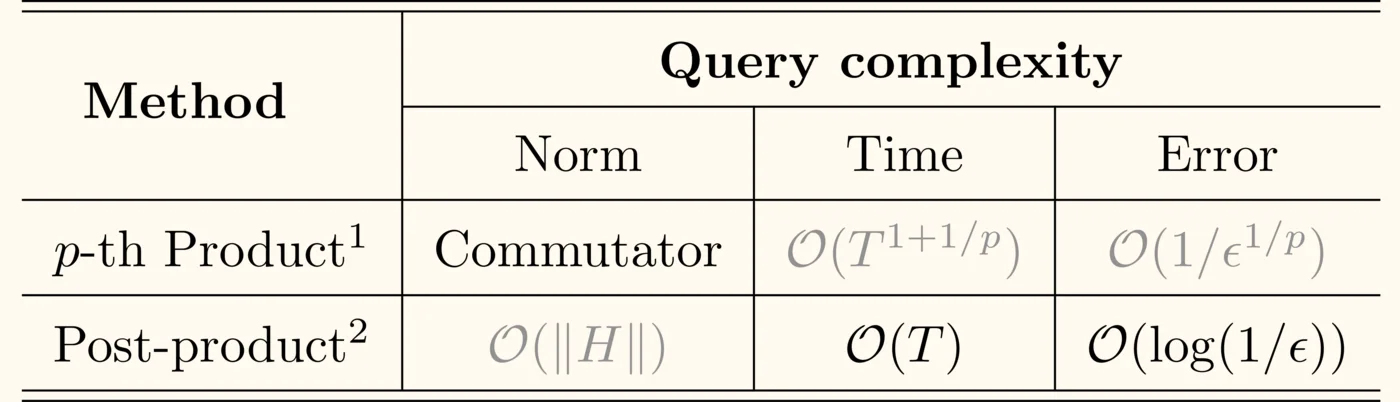 Method
Query complexity
Norm Time Error
p-th Product¹ Commutator 𝒪(T^{1+1/p}) 𝒪(1/ϵ^{1/p})
Post-product² 𝒪(‖H‖) 𝒪(T) 𝒪(log(1/ϵ))